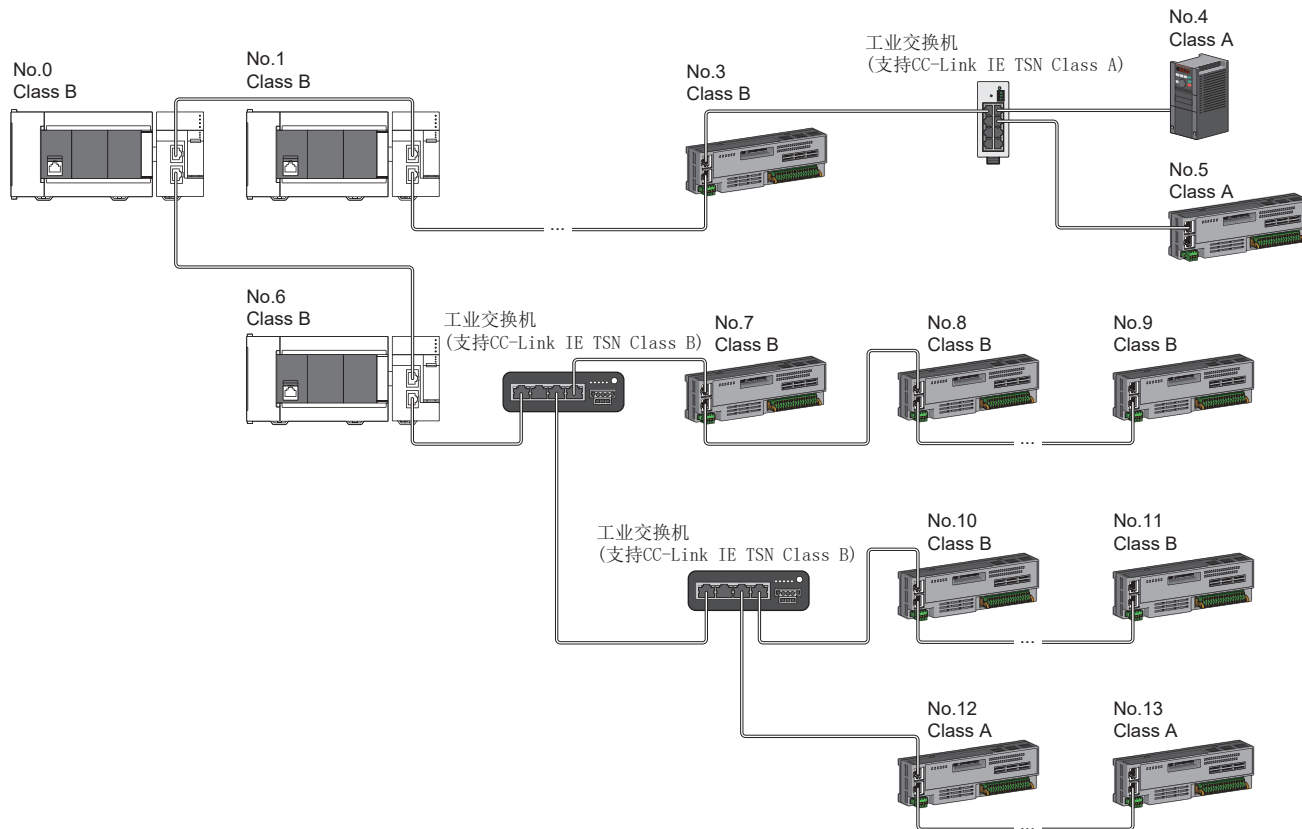 No.0
Class B
No.1
Class B
No.3
Class B
工业交换机
(支持CC-Link IE TSN Class A)
No.4
Class A
No.5
Class A
...
No.6
Class B
工业交换机
(支持CC-Link IE TSN Class B)
No.7
Class B
No.8
Class B
No.9
Class B
...
工业交换机
(支持CC-Link IE TSN Class B)
No.10
Class B
No.11
Class B
...
No.12
Class A
No.13
Class A
...